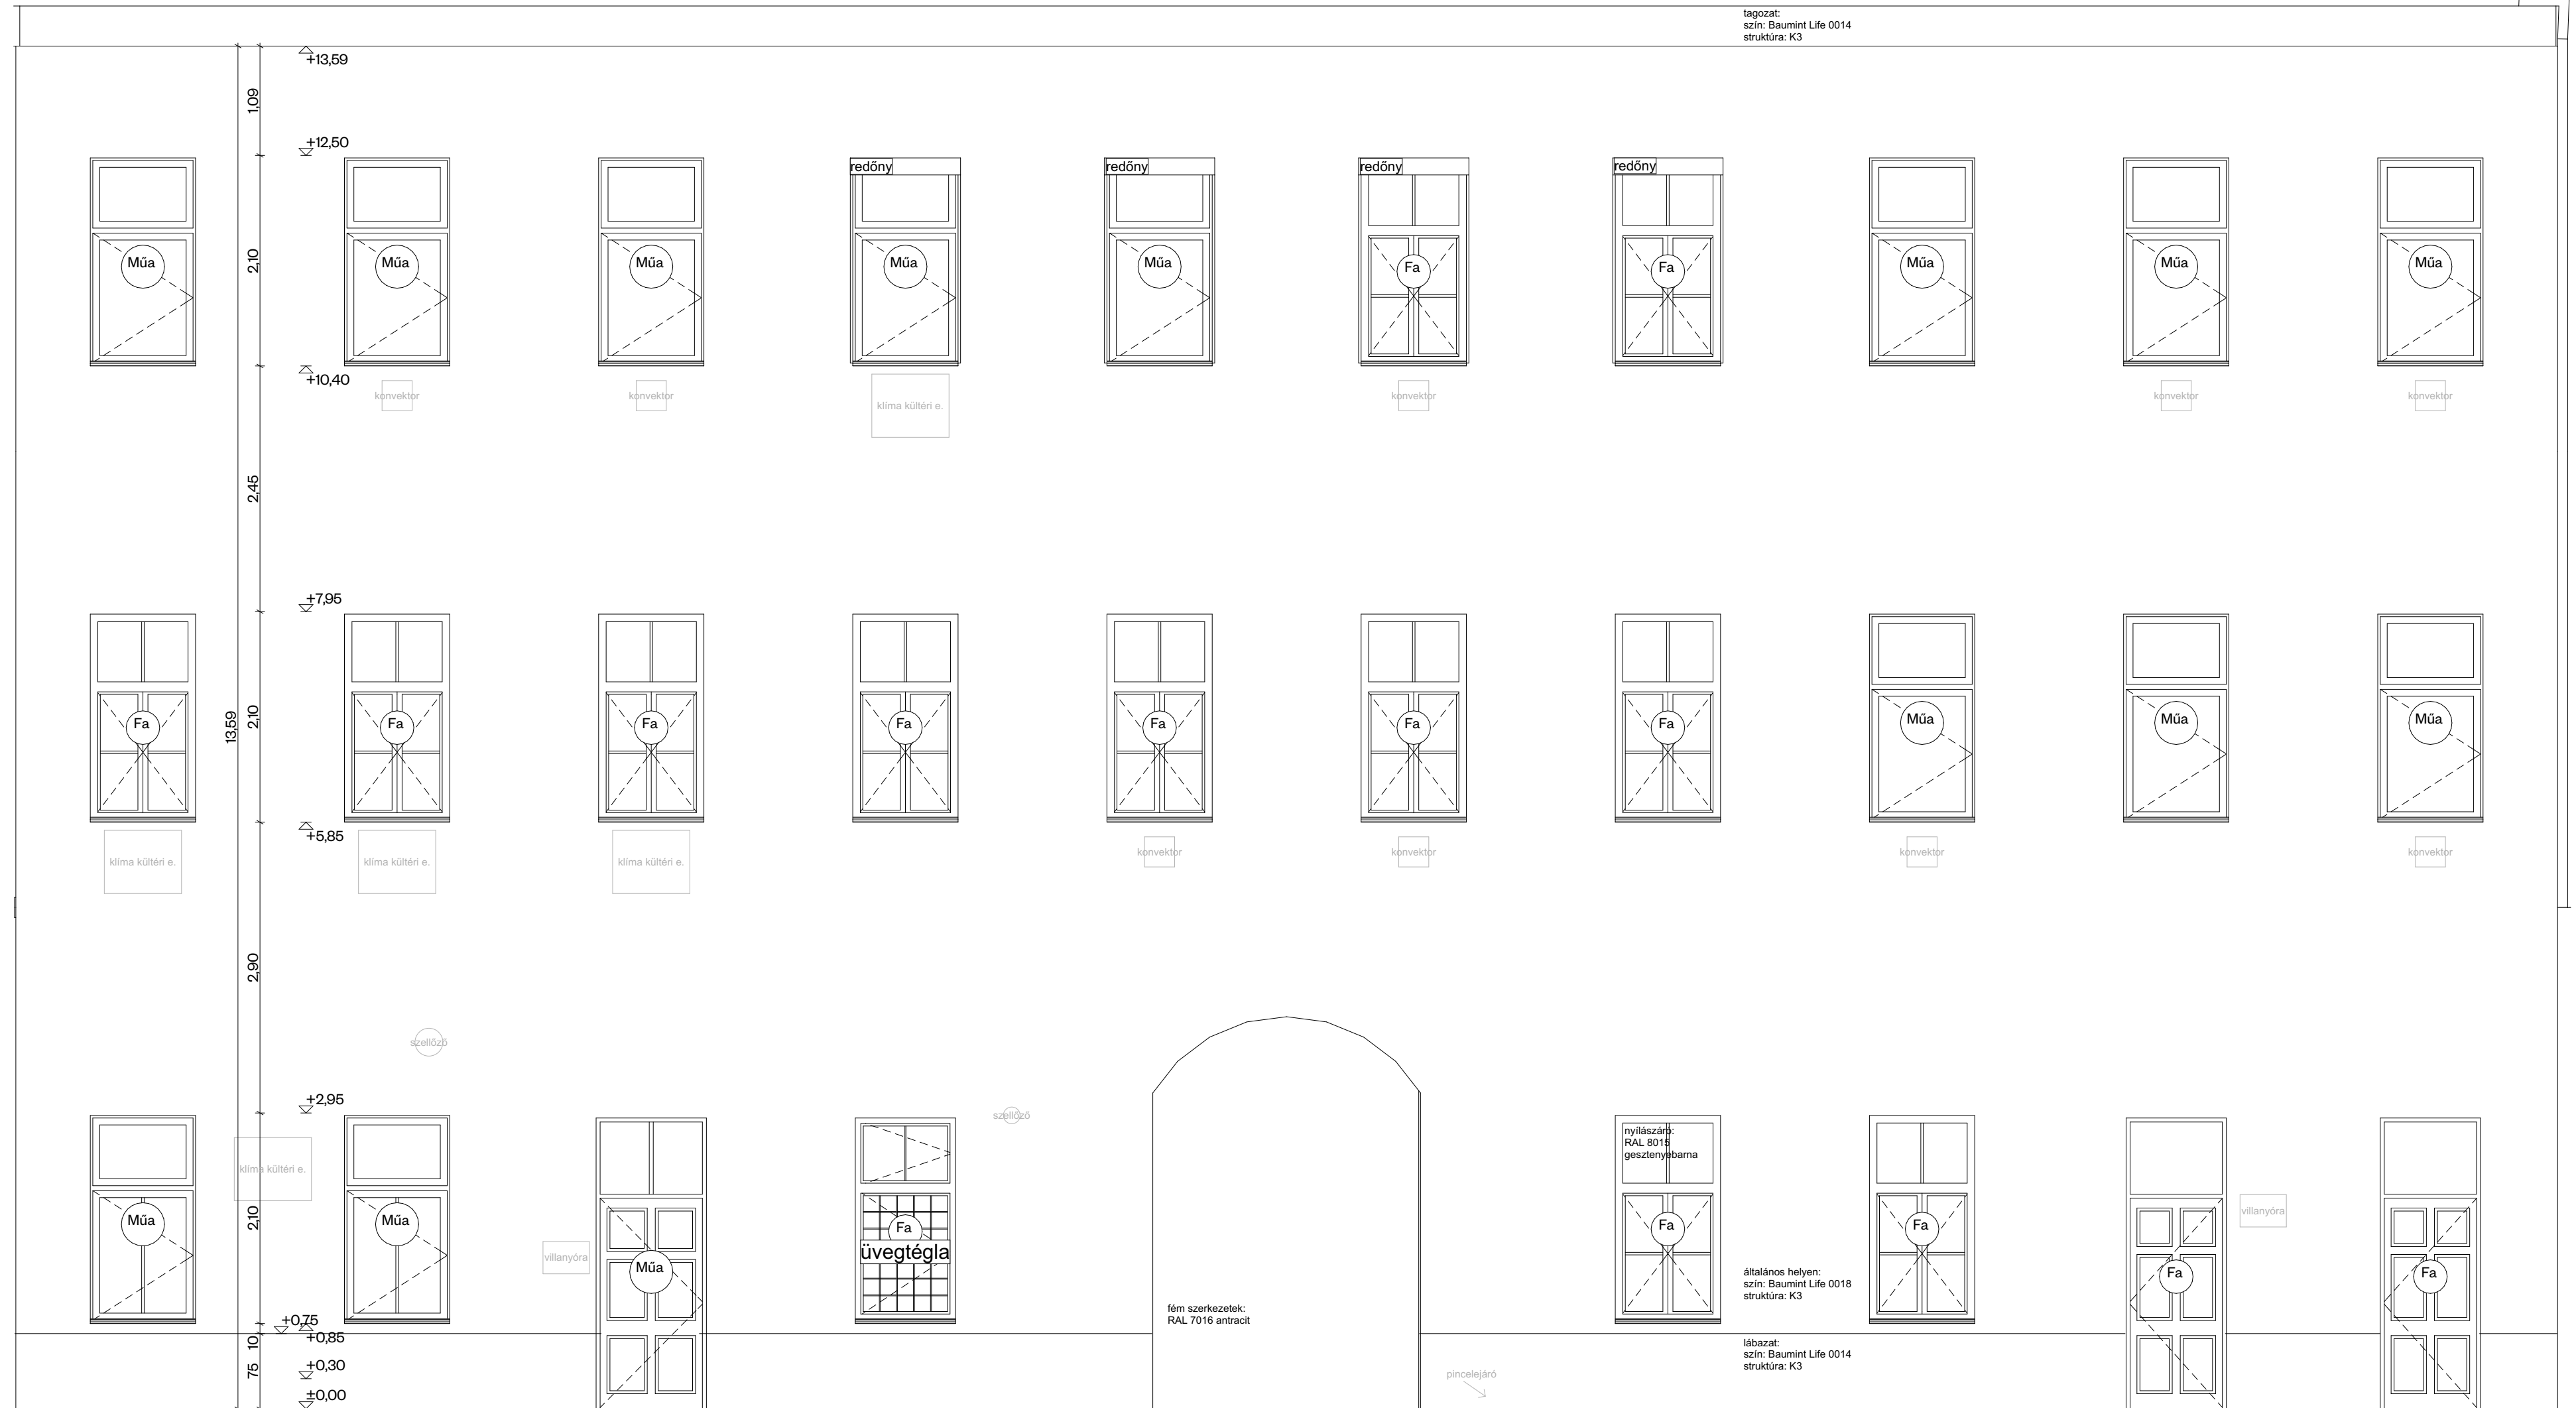 tagozat:
szín: Baumint Life 0014
struktúra: K3
+13,59
1,09
+12,50
redőny
redőny
redőny
redőny
2,10
Műa
Műa
Műa
Műa
Műa
Fa
Fa
Műa
Műa
Műa
+10,40
konvektor
konvektor
klíma kültéri e.
konvektor
konvektor
konvektor
2,45
+7,95
13,59
2,10
Fa
Fa
Fa
Fa
Fa
Fa
Fa
Műa
Műa
Műa
+5,85
klíma kültéri e.
klíma kültéri e.
klíma kültéri e.
konvektor
konvektor
konvektor
konvektor
2,90
szellőző
+2,95
szellőző
nyílászáró:
RAL 8015
gesztenyebarna
klíma kültéri e.
2,10
Műa
Műa
villanyóra
Műa
Fa
üvegtégla
Fa
Fa
villanyóra
Fa
Fa
általános helyen:
szín: Baumint Life 0018
struktúra: K3
fém szerkezetek:
RAL 7016 antracit
+0,75
+0,85
10
lábazat:
szín: Baumint Life 0014
struktúra: K3
+0,30
75
pincelejáró
±0,00